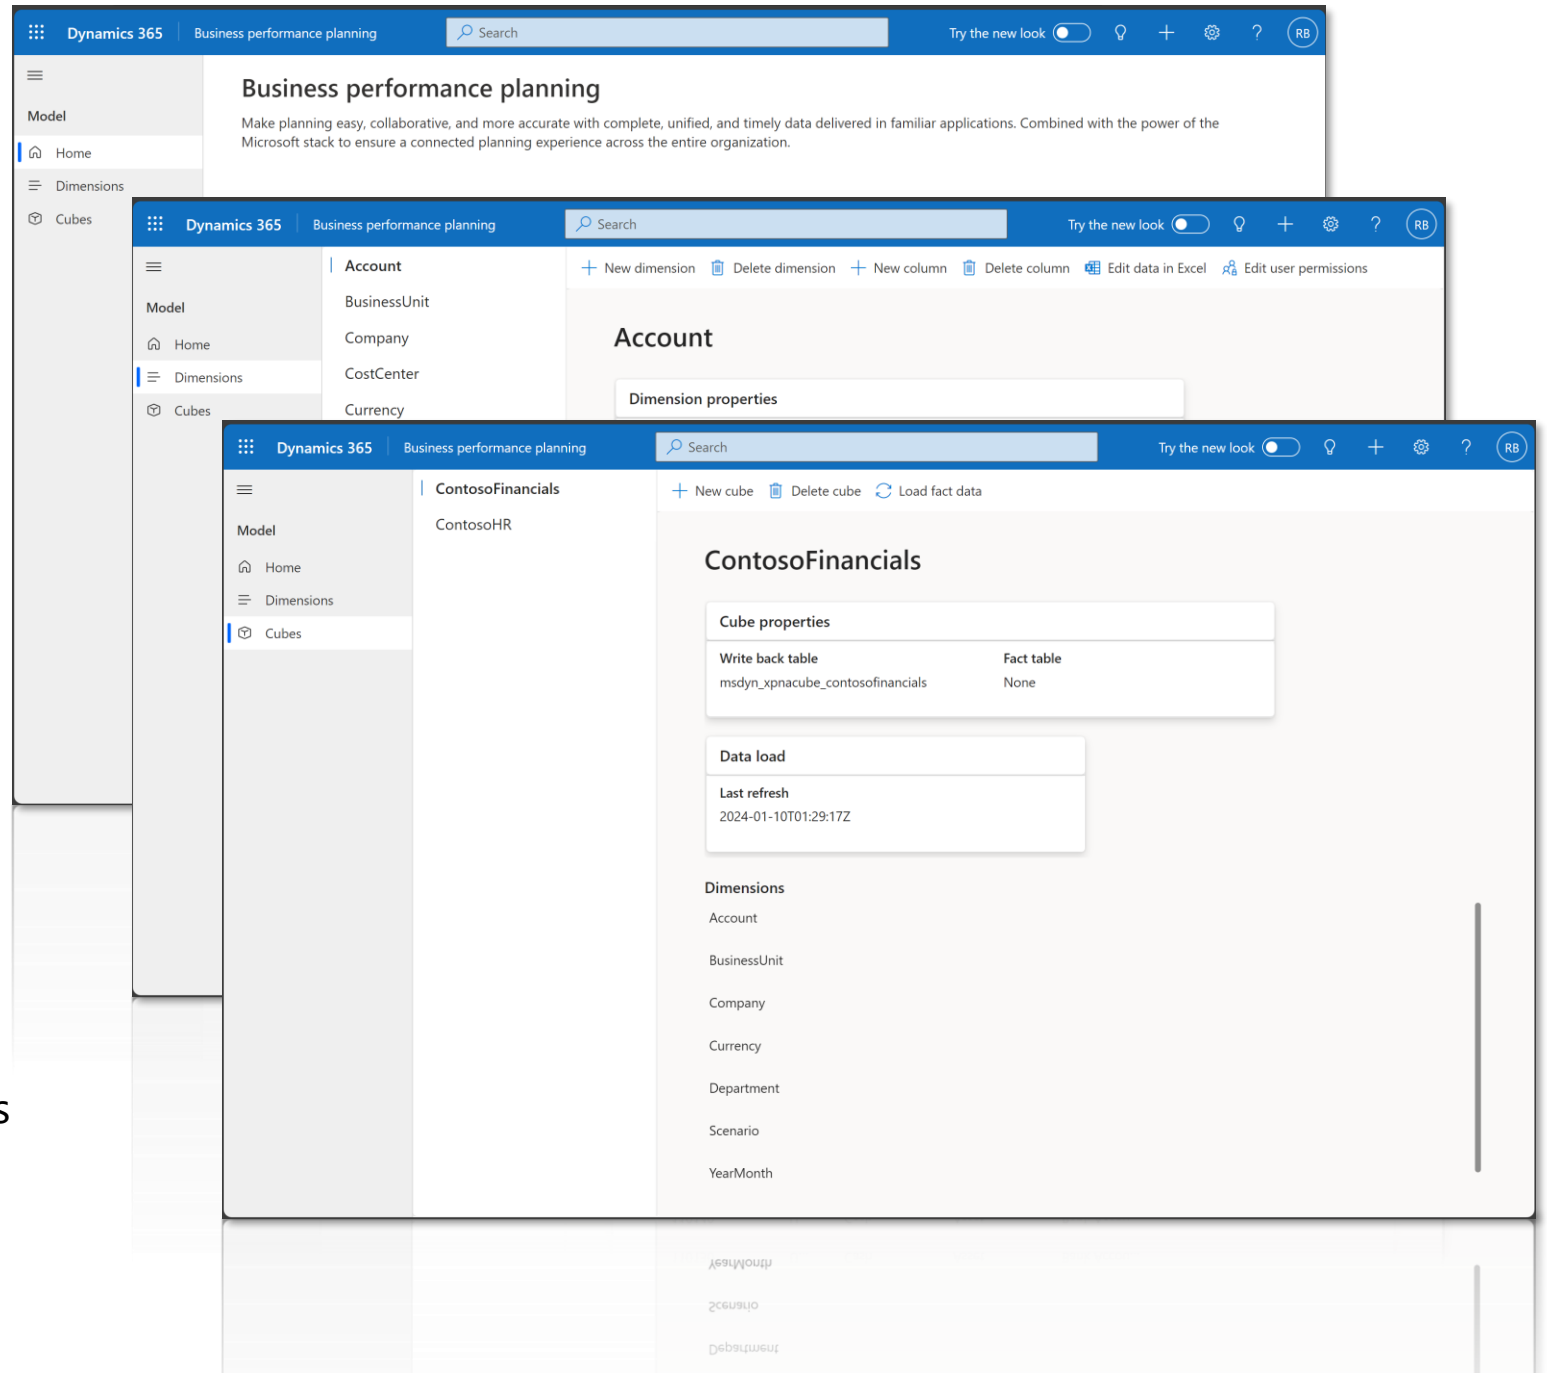 Dynamics 365 Business performance planning Search Try the new look RB
Model
Home
Dimensions
Cubes
Business performance planning
Make planning easy, collaborative, and more accurate with complete, unified, and timely data delivered in familiar applications. Combined with the power of the
Microsoft stack to ensure a connected planning experience across the entire organization.
Dynamics 365 Business performance planning Search Try the new look RB
Model
Home
Dimensions
Cubes
Account
BusinessUnit
Company
CostCenter
Currency
New dimension Delete dimension New column Delete column Edit data in Excel Edit user permissions
Account
Dimension properties
Dynamics 365 Business performance planning Search Try the new look RB
Model
Home
Dimensions
Cubes
ContosoFinancials
ContosoHR
New cube Delete cube Load fact data
ContosoFinancials
Cube properties
Write back table Fact table
msdyn_xpnacube_contosofinancials None
Data load
Last refresh
2024-01-10T01:29:17Z
Dimensions
Account
BusinessUnit
Company
Currency
Department
Scenario
YearMonth
s
YearMonth
Scenario
Department